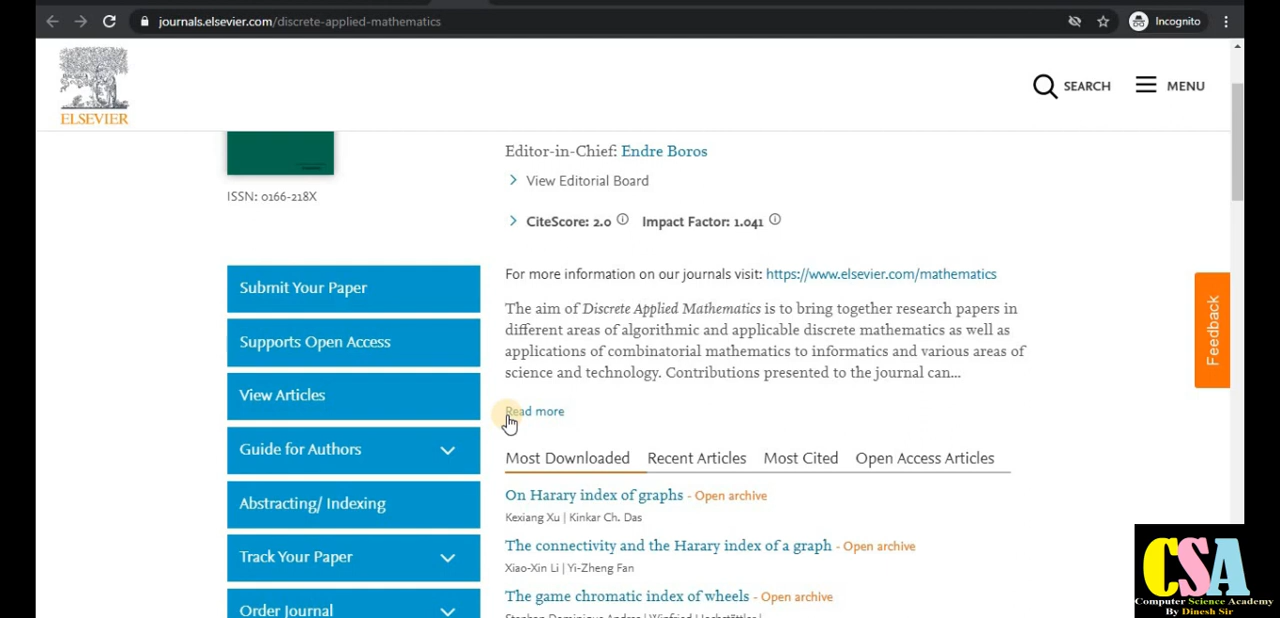 journals.elsevier.com/discrete-applied-mathematics
Incognito
ELSEVIER
SEARCH
MENU
Editor-in-Chief: Endre Boros
View Editorial Board
ISSN: 0166-218X
CiteScore: 2.0 Impact Factor: 1.041
Submit Your Paper
Supports Open Access
View Articles
Guide for Authors
Abstracting/ Indexing
Track Your Paper
Order Journal
For more information on our journals visit: https://www.elsevier.com/mathematics
The aim of Discrete Applied Mathematics is to bring together research papers in
different areas of algorithmic and applicable discrete mathematics as well as
applications of combinatorial mathematics to informatics and various areas of
science and technology. Contributions presented to the journal can...
Read more
Most Downloaded Recent Articles Most Cited Open Access Articles
On Harary index of graphs - Open archive
Kexiang Xu | Kinkar Ch. Das
The connectivity and the Harary index of a graph - Open archive
Xiao-Xin Li | Yi-Zheng Fan
The game chromatic index of wheels - Open archive
Feedback
CSA
Computer Science Academy
By Dinesh Sir